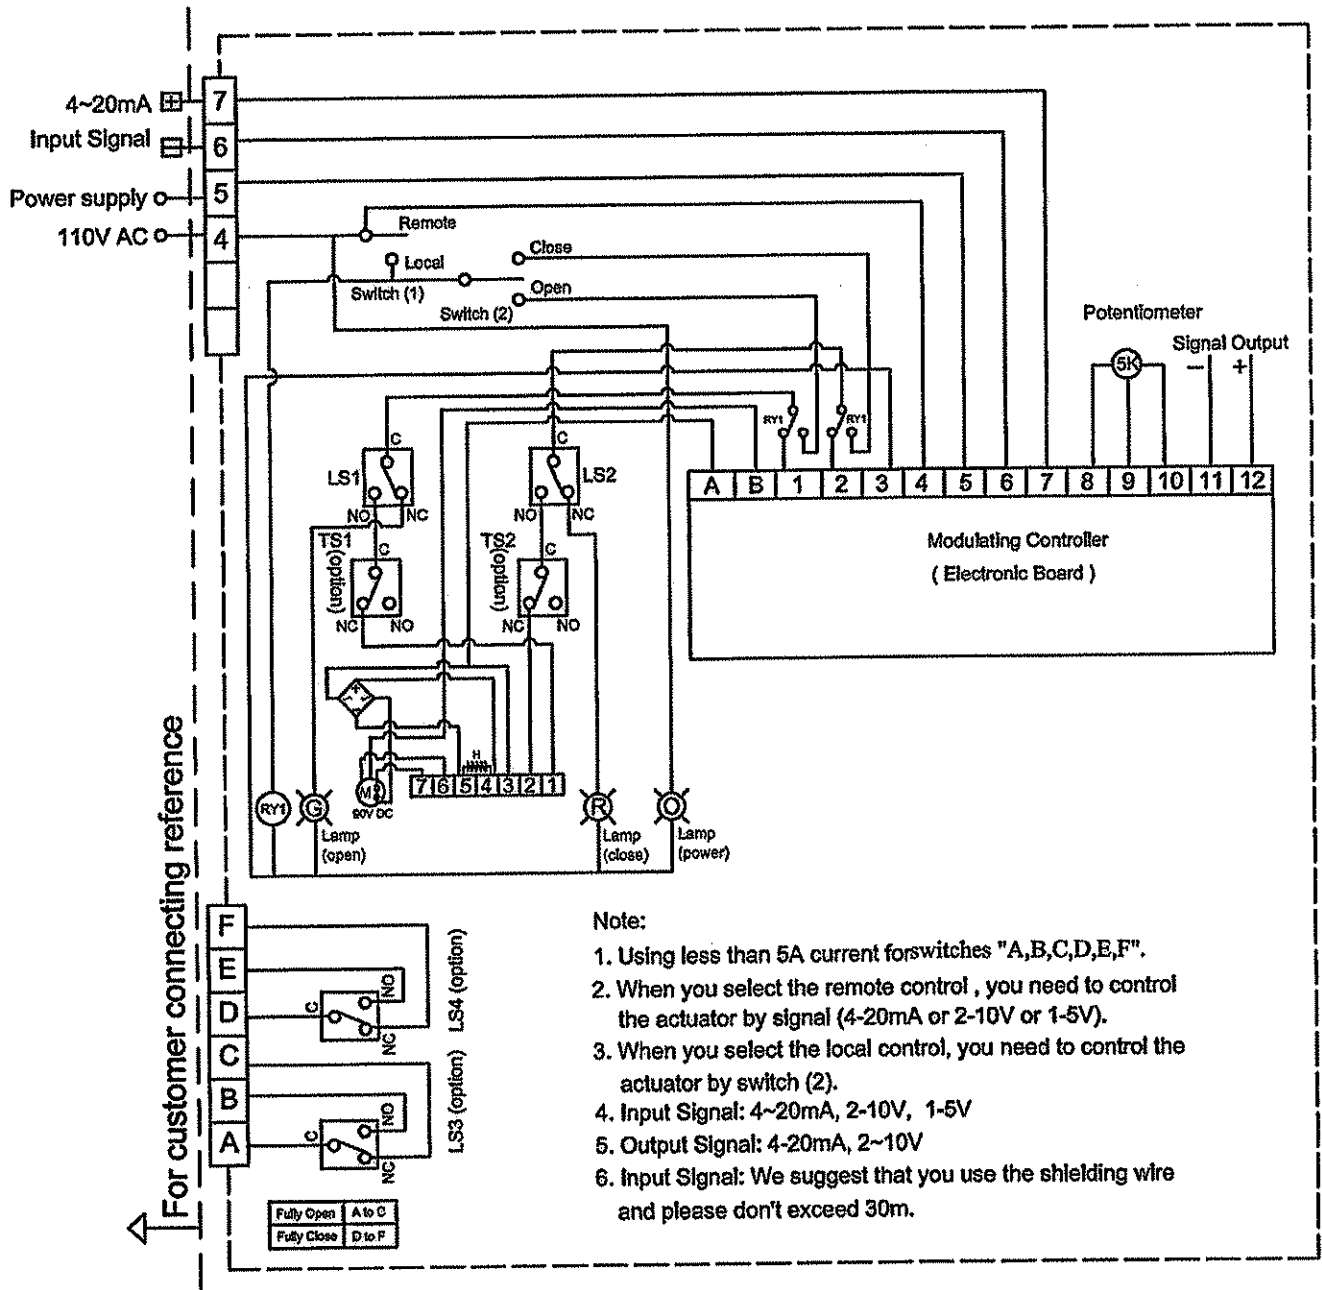 4~20mA + 7
Input Signal − 6
Power supply 5
110V AC 4
Remote
Local
Switch (1)
Close
Open
Switch (2)
Potentiometer
5K
Signal Output
− +
RY1 RY1
C C
LS1 LS2
NO NC NO NC
TS1 (option) C TS2 (option) C
NC NO NC NO
A B 1 2 3 4 5 6 7 8 9 10 11 12
Modulating Controller
( Electronic Board )
+
−
H
7 6 5 4 3 2 1
RY1 G M R O
90V DC
Lamp
(open)
Lamp
(close)
Lamp
(power)
For customer connecting reference
F
E
D
C
B
A
C NO NC LS4 (option)
C NO NC LS3 (option)
Fully Open A to C
Fully Close D to F
Note:
1. Using less than 5A current forswitches "A,B,C,D,E,F".
2. When you select the remote control , you need to control
the actuator by signal (4-20mA or 2-10V or 1-5V).
3. When you select the local control, you need to control the
actuator by switch (2).
4. Input Signal: 4~20mA, 2-10V, 1-5V
5. Output Signal: 4-20mA, 2~10V
6. Input Signal: We suggest that you use the shielding wire
and please don't exceed 30m.